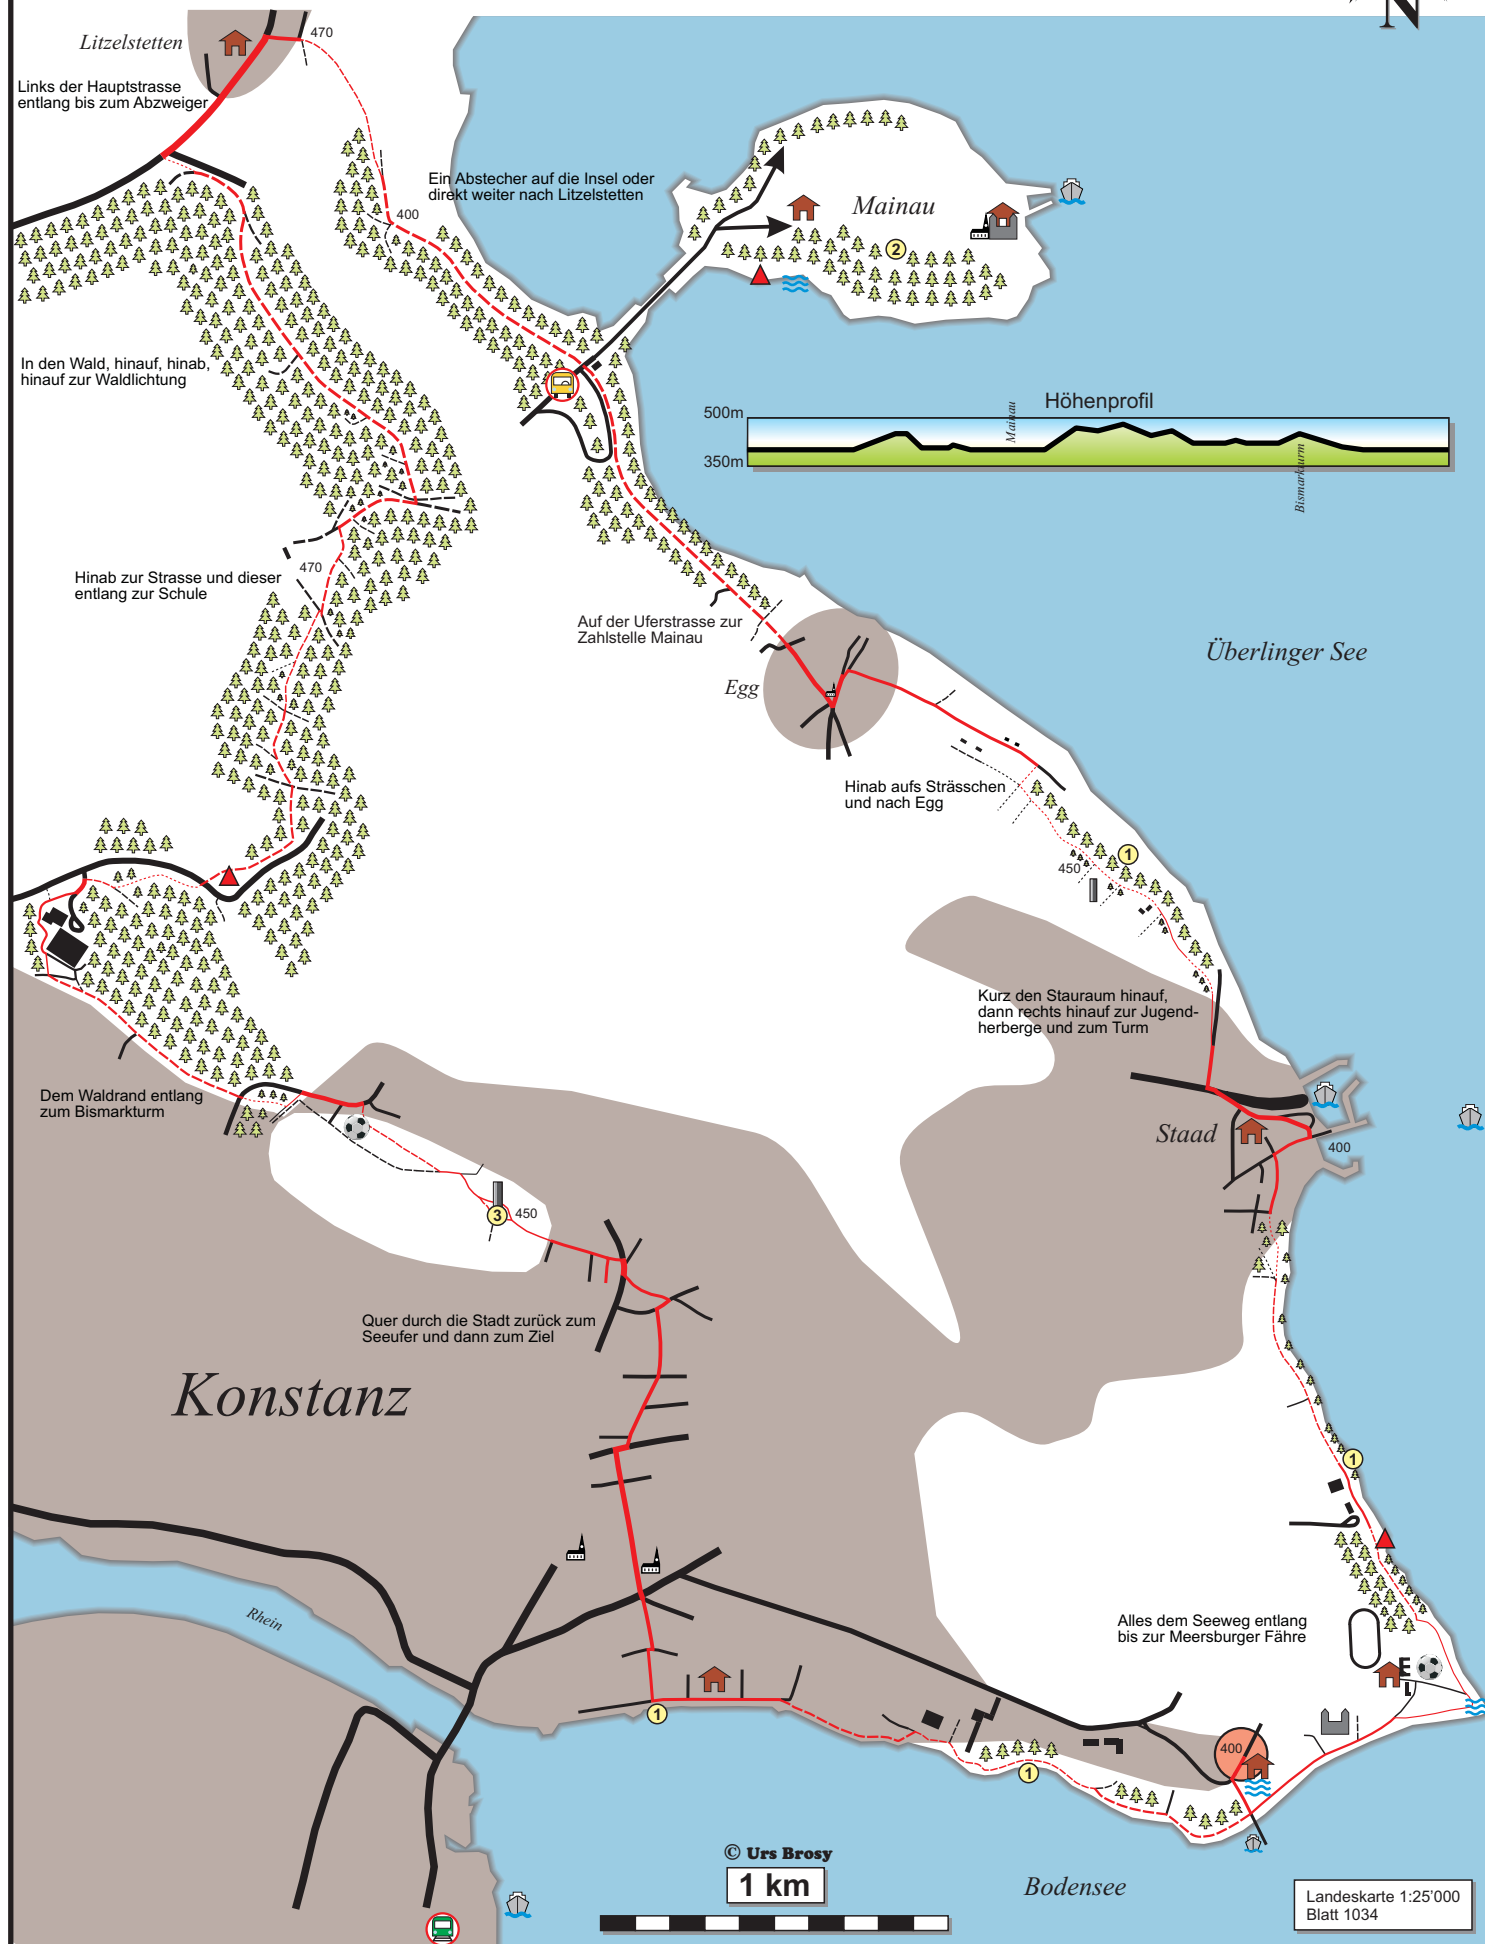 N
Litzelstetten
470
Links der Hauptstrasse
entlang bis zum Abzweiger
Ein Abstecher auf die Insel oder
direkt weiter nach Litzelstetten
400
Mainau
2
In den Wald, hinauf, hinab,
hinauf zur Waldlichtung
Höhenprofil
500m
350m
Mainau
Bismarkturm
Hinab zur Strasse und dieser
entlang zur Schule
470
Auf der Uferstrasse zur
Zahlstelle Mainau
Überlinger See
Egg
Hinab aufs Strässchen
und nach Egg
1
450
Kurz den Stauraum hinauf,
dann rechts hinauf zur Jugend-
herberge und zum Turm
Dem Waldrand entlang
zum Bismarkturm
Staad
400
3
450
Quer durch die Stadt zurück zum
Seeufer und dann zum Ziel
Konstanz
1
Rhein
Alles dem Seeweg entlang
bis zur Meersburger Fähre
1
400
1
© Urs Brosy
1 km
Bodensee
Landeskarte 1:25'000
Blatt 1034